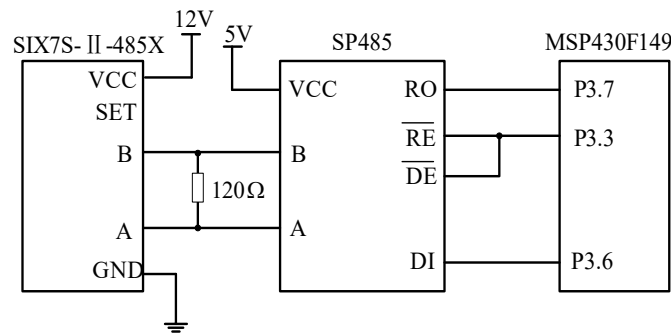 12V
5V
SIX7S-Ⅱ-485X
SP485
MSP430F149
VCC
VCC
RO
P3.7
SET
RE
P3.3
B
B
DE
120Ω
A
A
GND
DI
P3.6